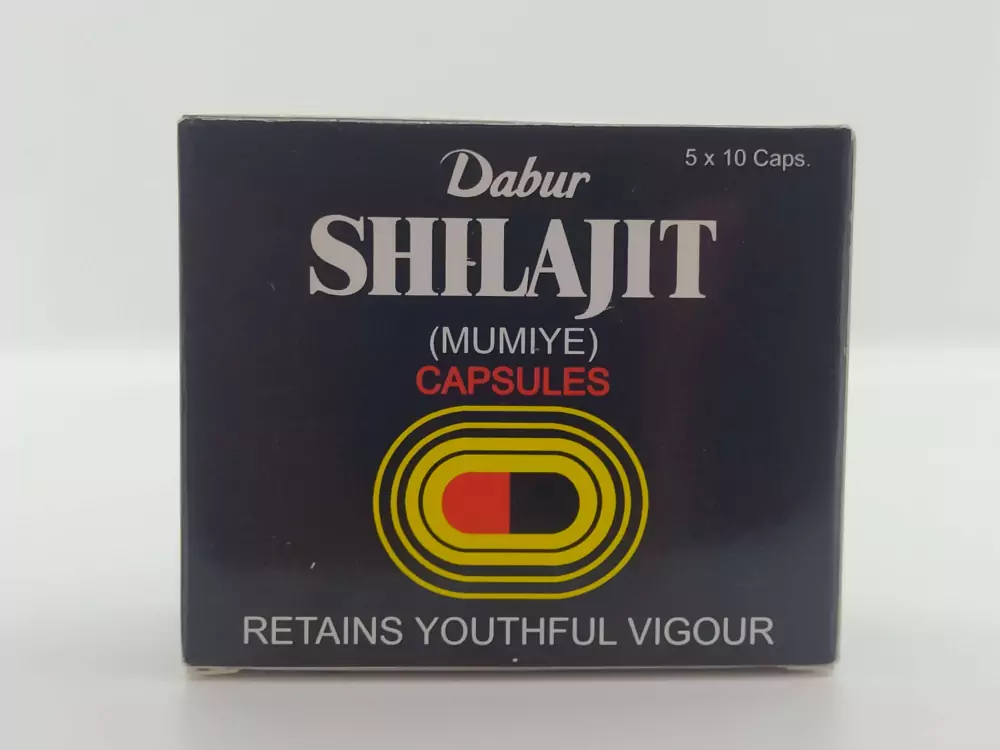 Dabur
5 x 10 Caps.
SHILAJIT
(MUMIYE)
CAPSULES
RETAINS YOUTHFUL VIGOUR